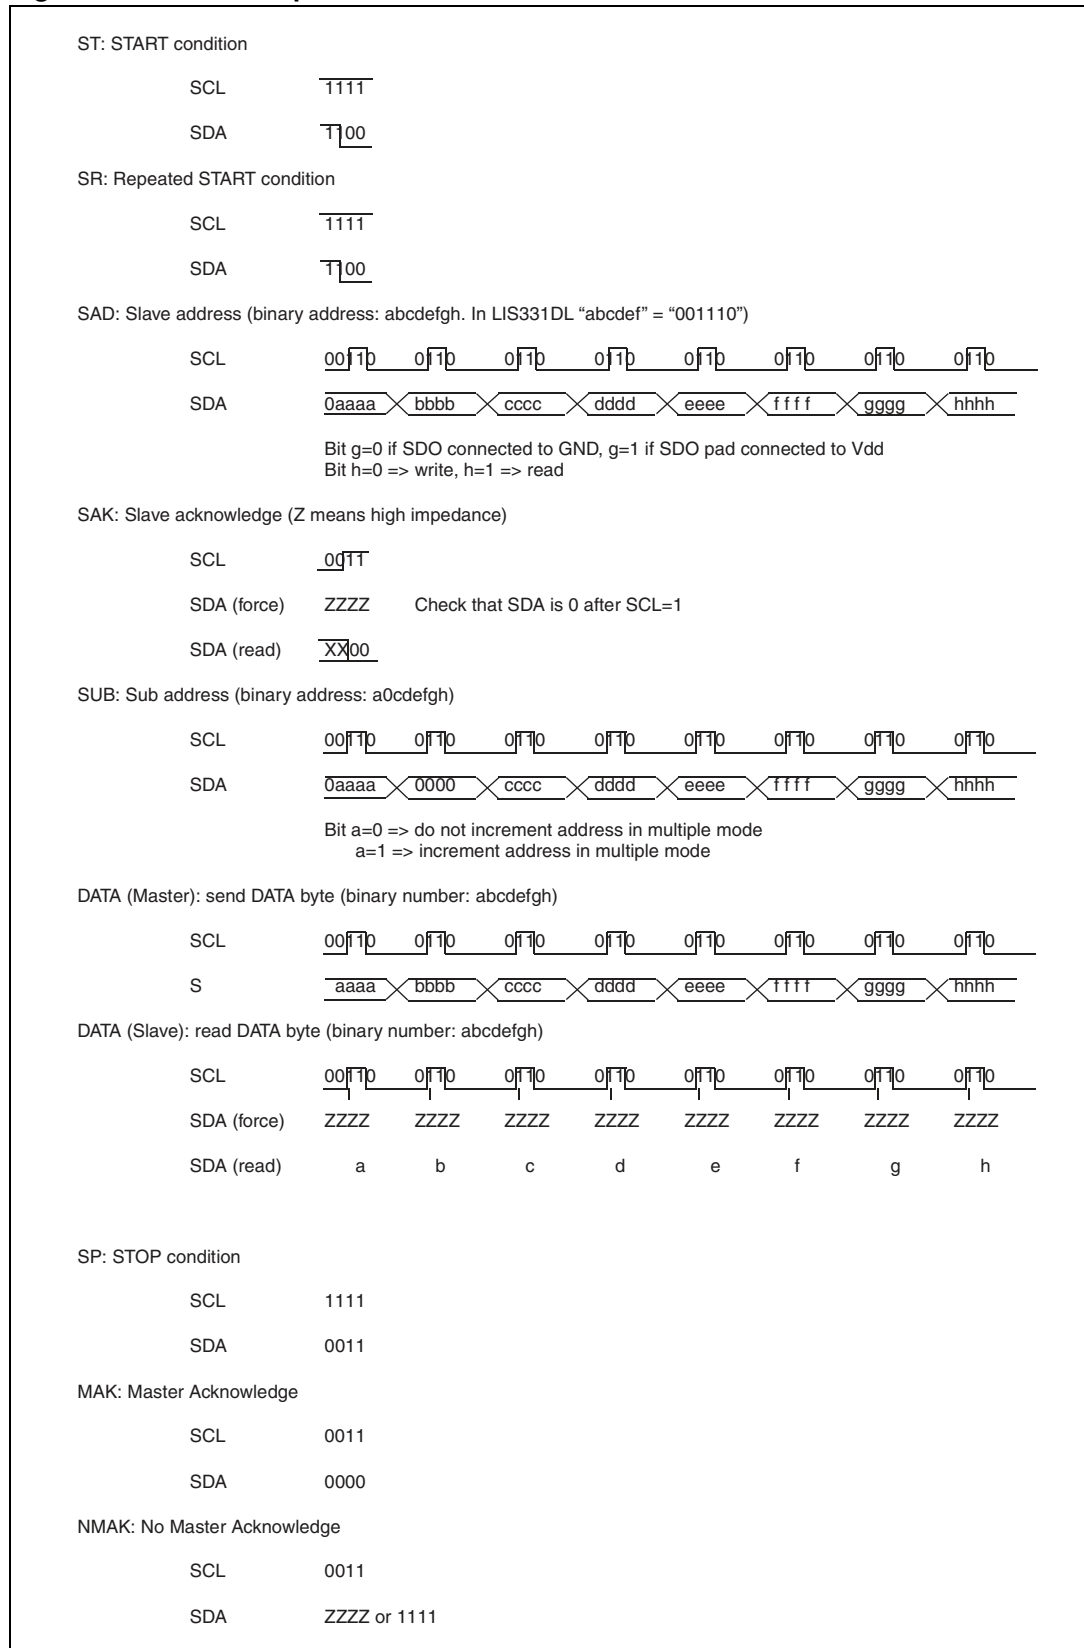 ST: START condition
SCL 1111
SDA 1100
SR: Repeated START condition
SCL 1111
SDA 1100
SAD: Slave address (binary address: abcdefgh. In LIS331DL “abcdef” = “001110”)
SCL 00110 0110 0110 0110 0110 0110 0110 0110
SDA 0aaaa bbbb cccc dddd eeee ffff gggg hhhh
Bit g=0 if SDO connected to GND, g=1 if SDO pad connected to Vdd
Bit h=0 => write, h=1 => read
SAK: Slave acknowledge (Z means high impedance)
SCL 0011
SDA (force) ZZZZ Check that SDA is 0 after SCL=1
SDA (read) XX00
SUB: Sub address (binary address: a0cdefgh)
SCL 00110 0110 0110 0110 0110 0110 0110 0110
SDA 0aaaa 0000 cccc dddd eeee ffff gggg hhhh
Bit a=0 => do not increment address in multiple mode
a=1 => increment address in multiple mode
DATA (Master): send DATA byte (binary number: abcdefgh)
SCL 00110 0110 0110 0110 0110 0110 0110 0110
S aaaa bbbb cccc dddd eeee ffff gggg hhhh
DATA (Slave): read DATA byte (binary number: abcdefgh)
SCL 00110 0110 0110 0110 0110 0110 0110 0110
SDA (force) ZZZZ ZZZZ ZZZZ ZZZZ ZZZZ ZZZZ ZZZZ ZZZZ
SDA (read) a b c d e f g h
SP: STOP condition
SCL 1111
SDA 0011
MAK: Master Acknowledge
SCL 0011
SDA 0000
NMAK: No Master Acknowledge
SCL 0011
SDA ZZZZ or 1111